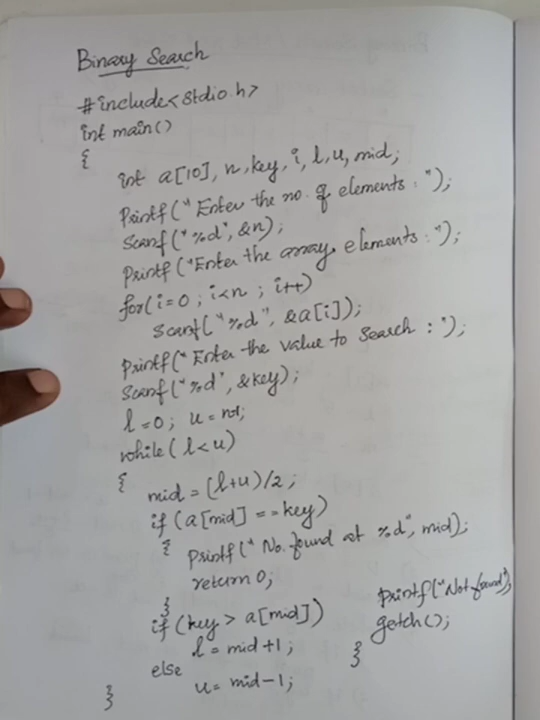 Binary Search
#include<stdio.h>
int main()
{
int a[10], n, key, i, l, u, mid;
Printf("Enter the no. of elements : ");
Scanf("%d", &n);
Printf("Enter the array elements : ");
for(i=0; i<n; i++)
Scanf("%d", &a[i]);
Printf("Enter the value to Search : ");
Scanf("%d", &key);
l=0; u=n-1;
while(l<u)
{
mid = (l+u)/2;
if (a[mid] == key)
{
Printf("No. found at %d", mid);
return 0;
}
if (key > a[mid])
l = mid+1;
else
u = mid-1;
}
Printf("Not found");
getch();
}